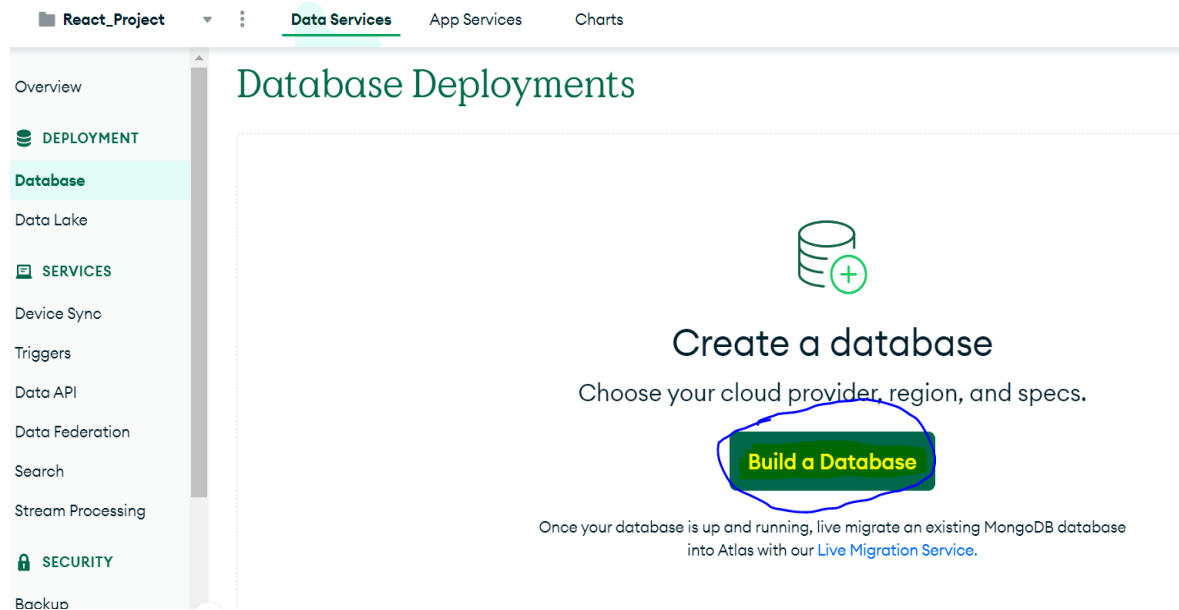 React_Project
Data Services
App Services
Charts
Overview
DEPLOYMENT
Database
Data Lake
SERVICES
Device Sync
Triggers
Data API
Data Federation
Search
Stream Processing
SECURITY
Backup
Database Deployments
Create a database
Choose your cloud provider, region, and specs.
Build a Database
Once your database is up and running, live migrate an existing MongoDB database
into Atlas with our Live Migration Service.